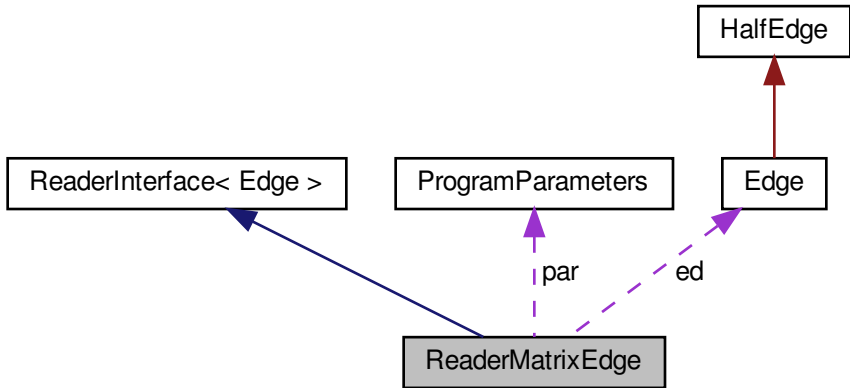 HalfEdge
ReaderInterface< Edge >
ProgramParameters
Edge
par
ed
ReaderMatrixEdge